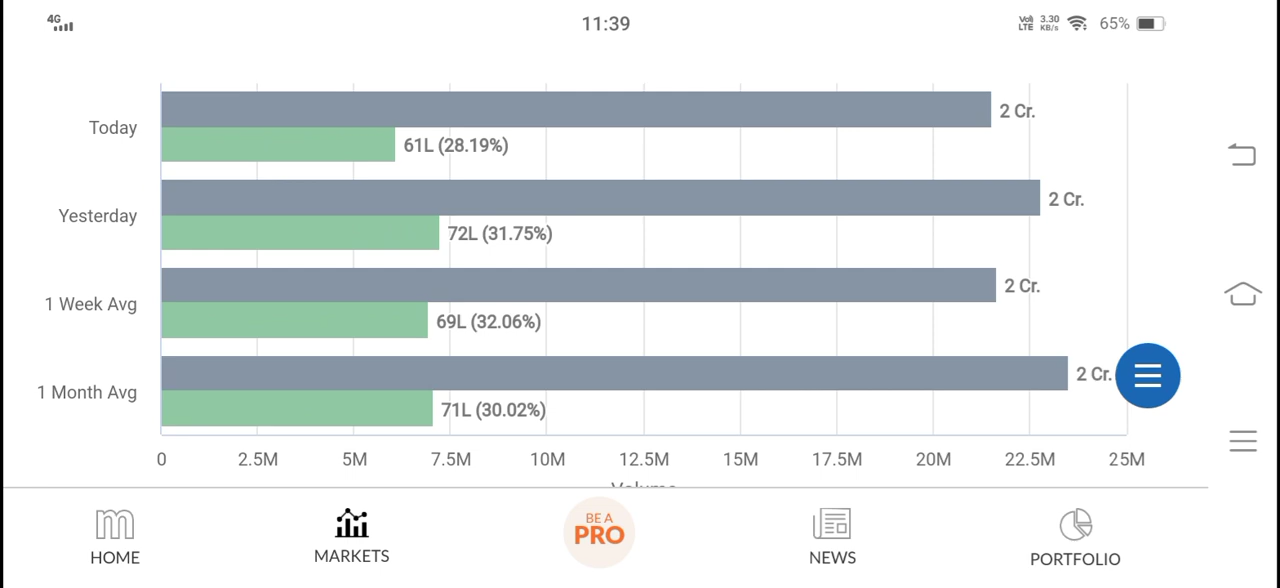 4G 11:39 Voll LTE 3.30 KB/s 65%
Today 2 Cr.
61L (28.19%)
Yesterday 2 Cr.
72L (31.75%)
1 Week Avg 2 Cr.
69L (32.06%)
1 Month Avg 2 Cr.
71L (30.02%)
0 2.5M 5M 7.5M 10M 12.5M 15M 17.5M 20M 22.5M 25M
Volume
BE A
PRO
HOME MARKETS NEWS PORTFOLIO